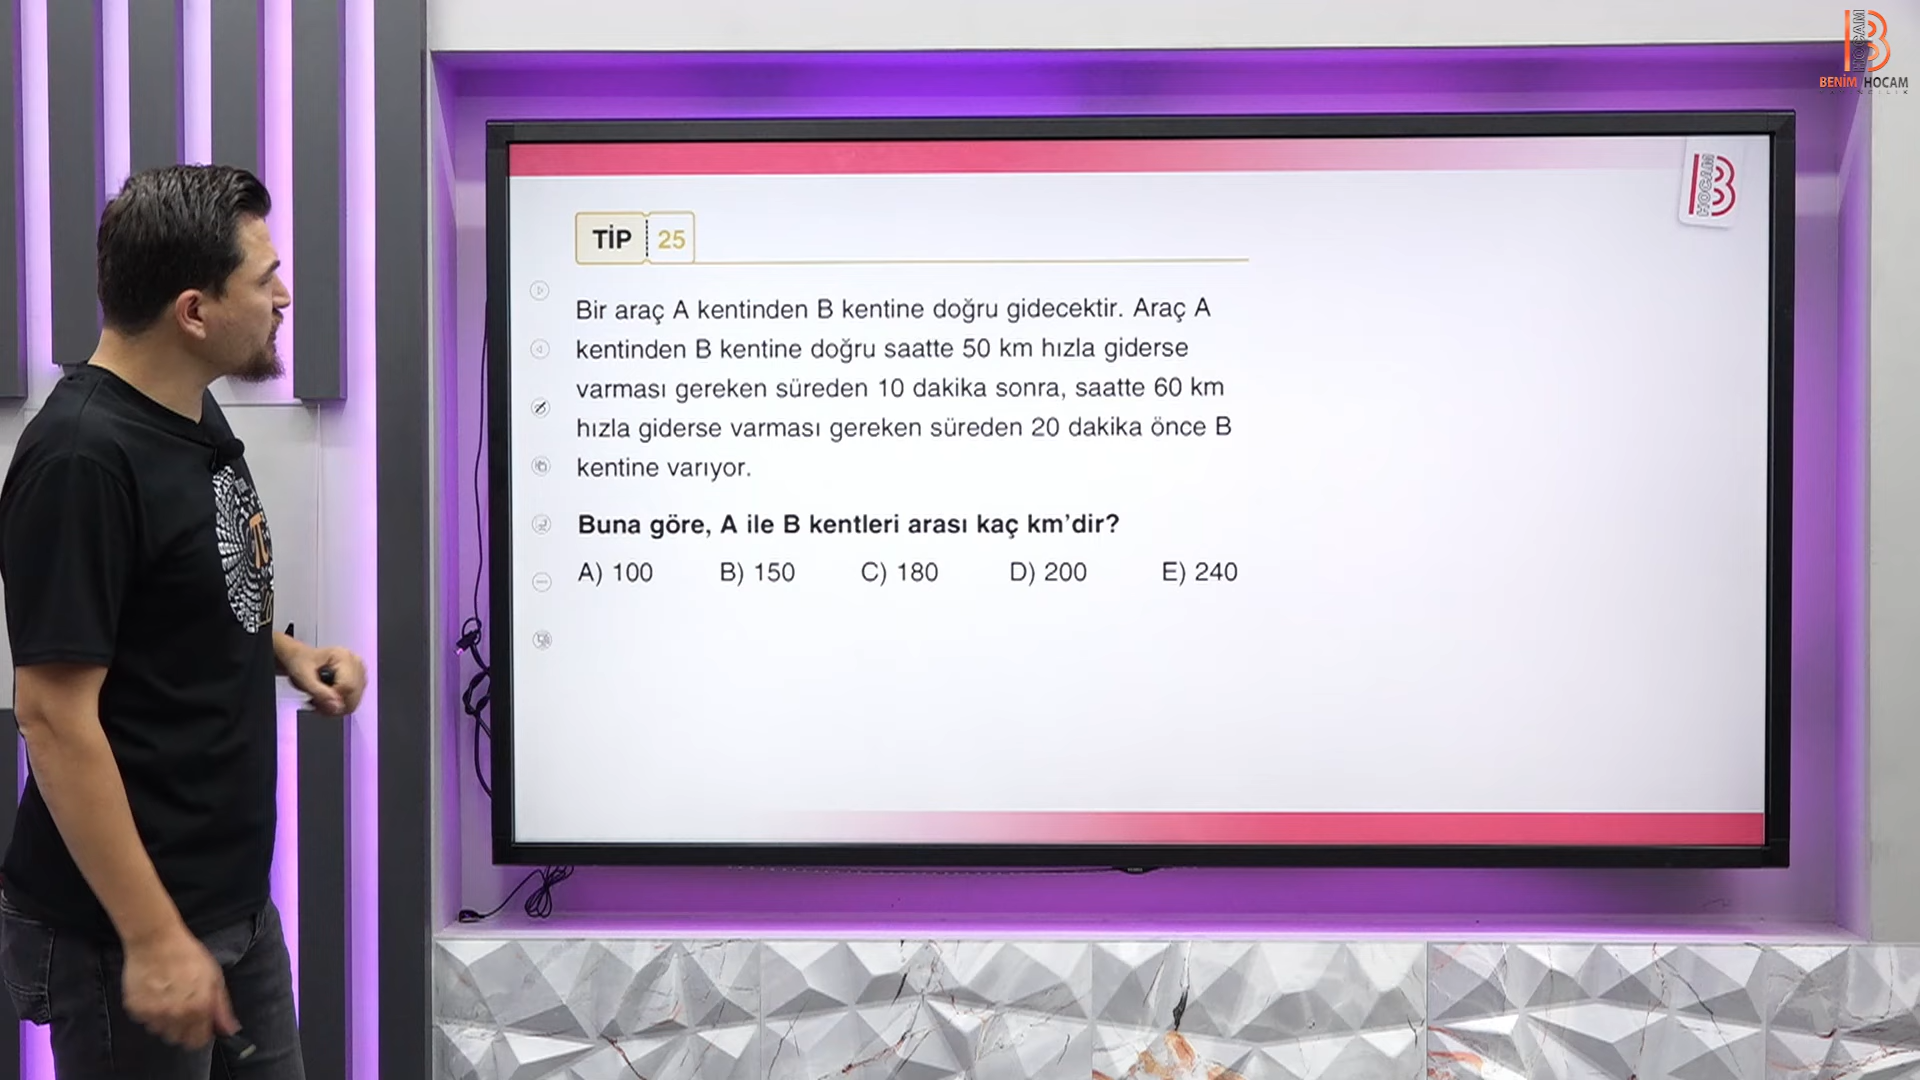 B HOCAM
BENİM HOCAM
B HOCAM
TİP 25
Bir araç A kentinden B kentine doğru gidecektir. Araç A
kentinden B kentine doğru saatte 50 km hızla giderse
varması gereken süreden 10 dakika sonra, saatte 60 km
hızla giderse varması gereken süreden 20 dakika önce B
kentine varıyor.
Buna göre, A ile B kentleri arası kaç km'dir?
A) 100 B) 150 C) 180 D) 200 E) 240